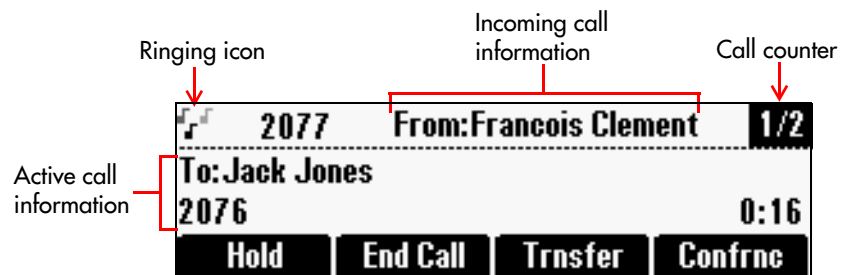 Incoming call
information
Ringing icon
Call counter
2077 From:Francois Clement 1/2
Active call
information
To:Jack Jones
2076 0:16
Hold End Call Trnsfer Confrnc